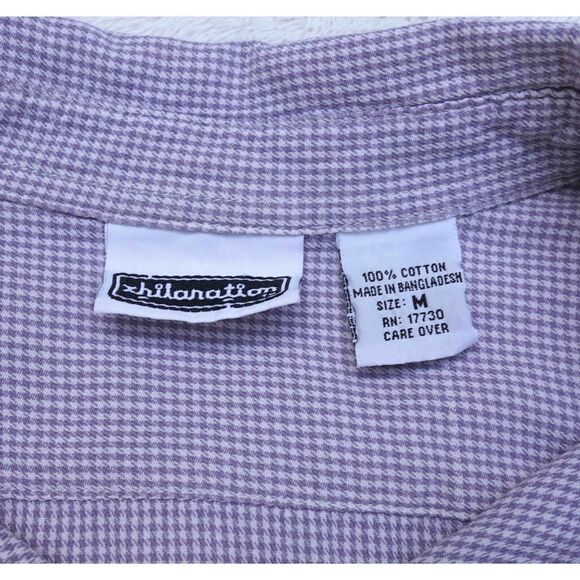 xhilaration
100% COTTON
MADE IN BANGLADESH
SIZE: M
RN: 17730
CARE OVER